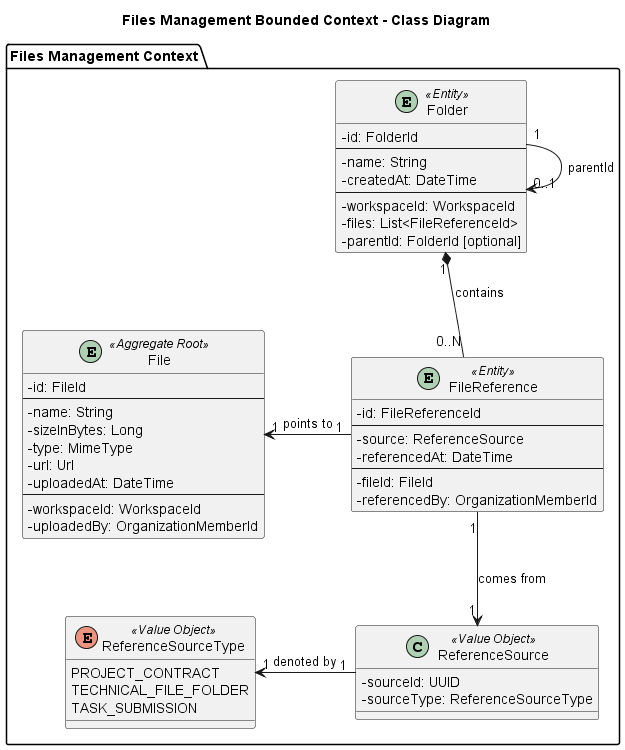 Files Management Bounded Context - Class Diagram
Files Management Context
E «Entity»
Folder
-id: FolderId
-name: String
-createdAt: DateTime
-workspaceId: WorkspaceId
-files: List<FileReferenceId>
-parentId: FolderId [optional]
1
parentId
0..1
1
contains
0..N
E «Aggregate Root»
File
-id: FileId
-name: String
-sizeInBytes: Long
-type: MimeType
-url: Url
-uploadedAt: DateTime
-workspaceId: WorkspaceId
-uploadedBy: OrganizationMemberId
1 points to 1
E «Entity»
FileReference
-id: FileReferenceId
-source: ReferenceSource
-referencedAt: DateTime
-fileId: FileId
-referencedBy: OrganizationMemberId
1
comes from
1
E «Value Object»
ReferenceSourceType
PROJECT_CONTRACT
TECHNICAL_FILE_FOLDER
TASK_SUBMISSION
1 denoted by 1
C «Value Object»
ReferenceSource
-sourceId: UUID
-sourceType: ReferenceSourceType